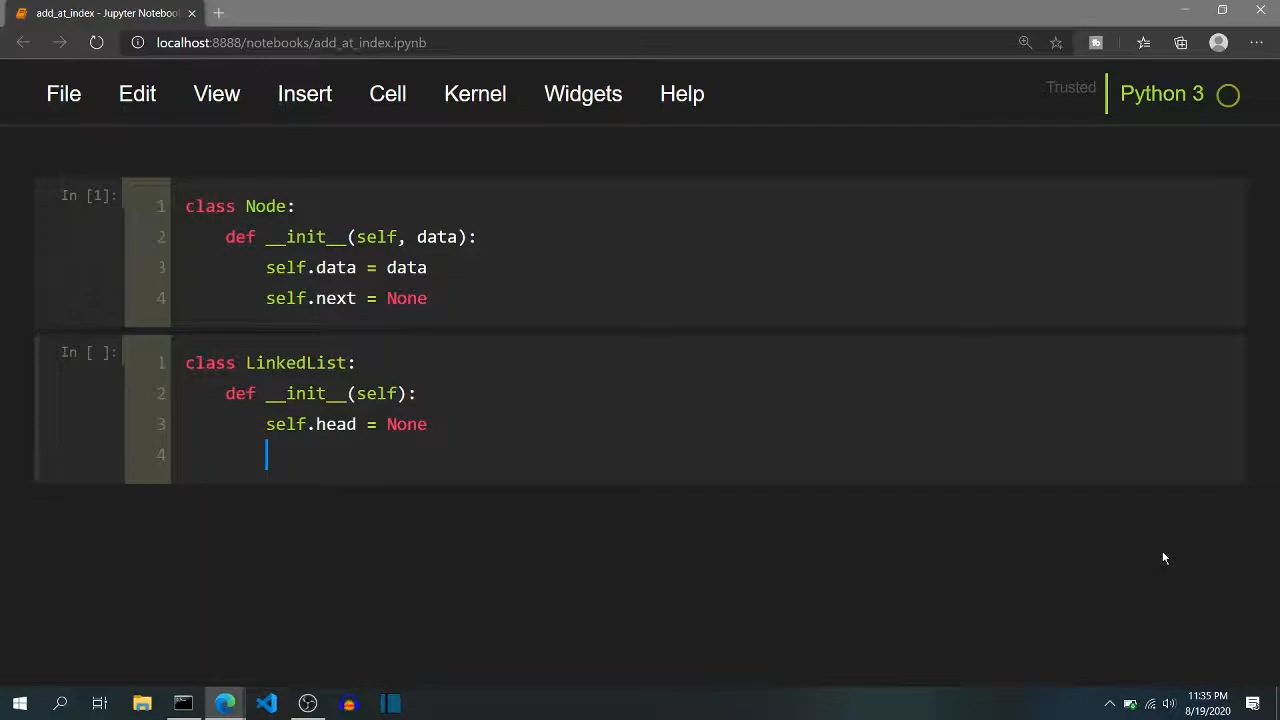 add_at_index - Jupyter Notebook
localhost:8888/notebooks/add_at_index.ipynb
File Edit View Insert Cell Kernel Widgets Help
Trusted
Python 3
In [1]:
1 class Node:
2 def __init__(self, data):
3 self.data = data
4 self.next = None
In [ ]:
1 class LinkedList:
2 def __init__(self):
3 self.head = None
4
11:35 PM
8/19/2020